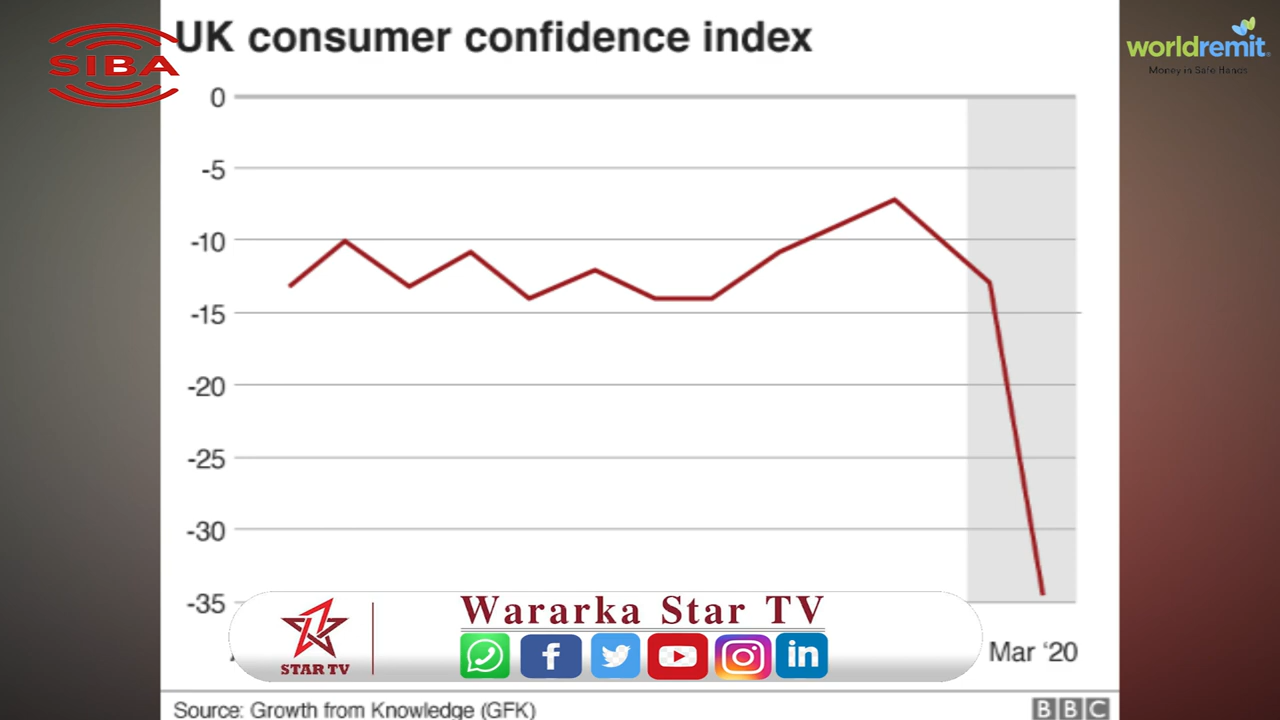 UK consumer confidence index
SIBA
worldremit
Money in Safe Hands
0
-5
-10
-15
-20
-25
-30
-35
Wararka Star TV
STAR TV
Mar ‘20
Source: Growth from Knowledge (GFK)
BBC